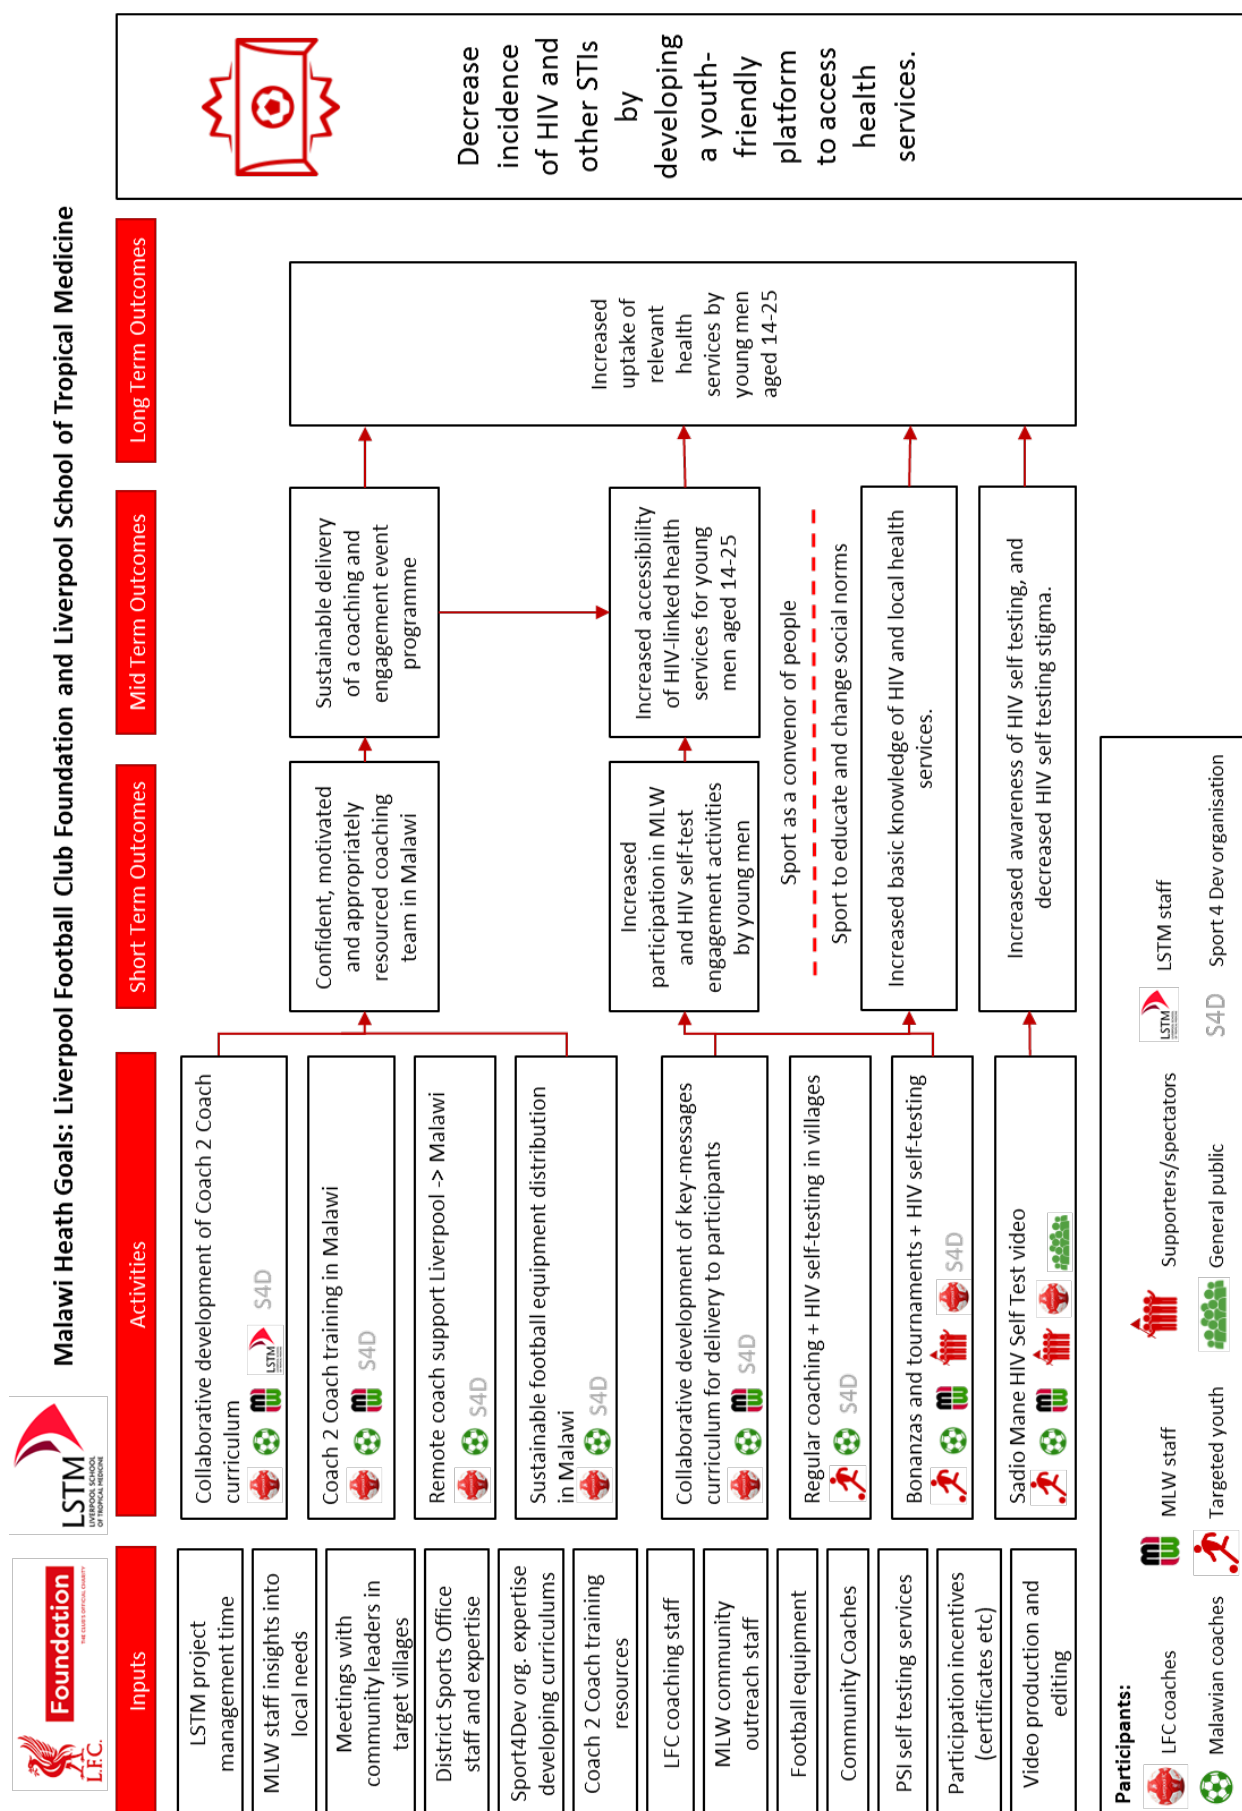 L.F.C.
Foundation
THE CLUB'S OFFICIAL CHARITY
LSTM
LIVERPOOL SCHOOL
OF TROPICAL MEDICINE
Malawi Heath Goals: Liverpool Football Club Foundation and Liverpool School of Tropical Medicine
Inputs
Activities
Short Term Outcomes
Mid Term Outcomes
Long Term Outcomes
LSTM project
management time
MLW staff insights into
local needs
Meetings with
community leaders in
target villages
District Sports Office
staff and expertise
Sport4Dev org. expertise
developing curriculums
Coach 2 Coach training
resources
LFC coaching staff
MLW community
outreach staff
Football equipment
Community Coaches
PSI self testing services
Participation incentives
(certificates etc)
Video production and
editing
Collaborative development of Coach 2 Coach
curriculum
LSTM
S4D
Coach 2 Coach training in Malawi
S4D
Remote coach support Liverpool -> Malawi
S4D
Sustainable football equipment distribution
in Malawi
S4D
Collaborative development of key-messages
curriculum for delivery to participants
S4D
Regular coaching + HIV self-testing in villages
S4D
Bonanzas and tournaments + HIV self-testing
S4D
Sadio Mane HIV Self Test video
Confident, motivated
and appropriately
resourced coaching
team in Malawi
Increased
participation in MLW
and HIV self-test
engagement activities
by young men
Sustainable delivery
of a coaching and
engagement event
programme
Increased accessibility
of HIV-linked health
services for young
men aged 14-25
Sport as a convenor of people
Sport to educate and change social norms
Increased basic knowledge of HIV and local health
services.
Increased awareness of HIV self testing, and
decreased HIV self testing stigma.
Increased
uptake of
relevant
health
services by
young men
aged 14-25
Decrease
incidence
of HIV and
other STIs
by
developing
a youth-
friendly
platform
to access
health
services.
Participants:
LFC coaches
MLW staff
Supporters/spectators
LSTM
LSTM staff
Malawian coaches
Targeted youth
General public
S4D
Sport 4 Dev organisation